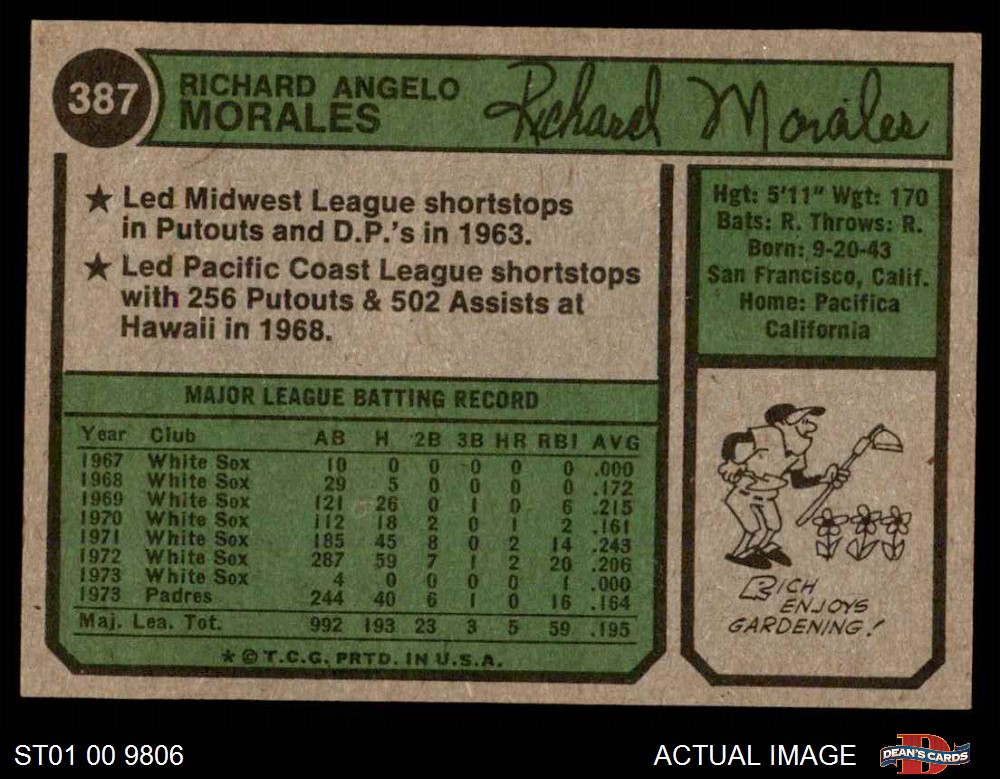 387
RICHARD ANGELO
MORALES
Richard Morales
★ Led Midwest League shortstops
in Putouts and D.P.'s in 1963.
★ Led Pacific Coast League shortstops
with 256 Putouts & 502 Assists at
Hawaii in 1968.
Hgt: 5'11" Wgt: 170
Bats: R. Throws: R.
Born: 9-20-43
San Francisco, Calif.
Home: Pacifica
California
MAJOR LEAGUE BATTING RECORD
Year Club AB H 2B 3B HR RBI AVG
1967 White Sox 10 0 0 0 0 0 .000
1968 White Sox 29 5 0 0 0 0 .172
1969 White Sox 121 26 0 1 0 6 .215
1970 White Sox 112 18 2 0 1 2 .161
1971 White Sox 185 45 8 0 2 14 .243
1972 White Sox 287 59 7 1 2 20 .206
1973 White Sox 4 0 0 0 0 1 .000
1973 Padres 244 40 6 1 0 16 .164
Maj. Lea. Tot. 992 193 23 3 5 59 .195
* © T.C.G. PRTD. IN U.S.A.
RICH
ENJOYS
GARDENING!
ST01 00 9806
ACTUAL IMAGE
D
DEAN'S CARDS